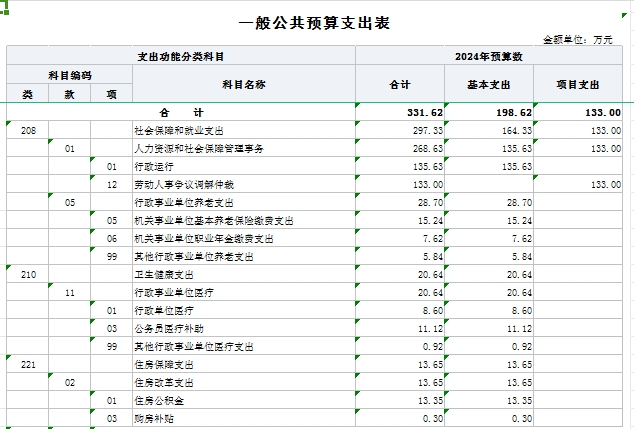 一般公共预算支出表
金额单位：万元
支出功能分类科目 2024年预算数
科目编码 科目名称 合计 基本支出 项目支出
类 款 项
合 计 331.62 198.62 133.00
208 社会保障和就业支出 297.33 164.33 133.00
01 人力资源和社会保障管理事务 268.63 135.63 133.00
01 行政运行 135.63 135.63
12 劳动人事争议调解仲裁 133.00 133.00
05 行政事业单位养老支出 28.70 28.70
05 机关事业单位基本养老保险缴费支出 15.24 15.24
06 机关事业单位职业年金缴费支出 7.62 7.62
99 其他行政事业单位养老支出 5.84 5.84
210 卫生健康支出 20.64 20.64
11 行政事业单位医疗 20.64 20.64
01 行政单位医疗 8.60 8.60
03 公务员医疗补助 11.12 11.12
99 其他行政事业单位医疗支出 0.92 0.92
221 住房保障支出 13.65 13.65
02 住房改革支出 13.65 13.65
01 住房公积金 13.35 13.35
03 购房补贴 0.30 0.30